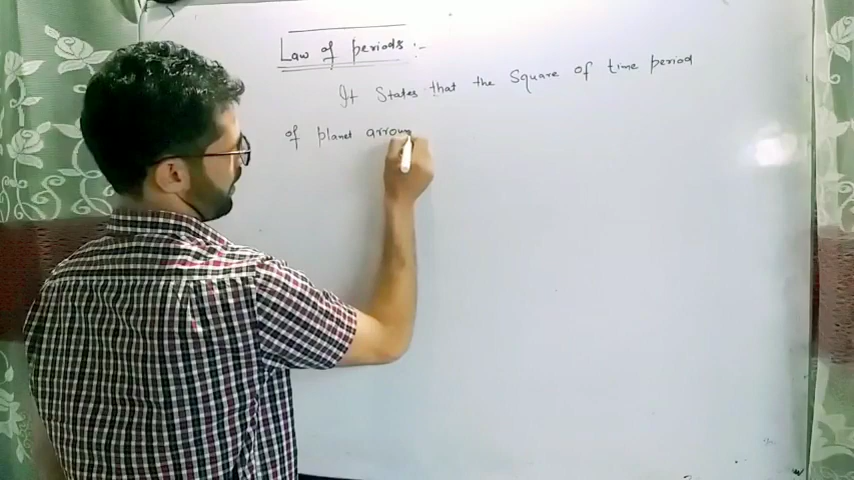 Law of periods :-
It States that the Square of time period
of planet arroun